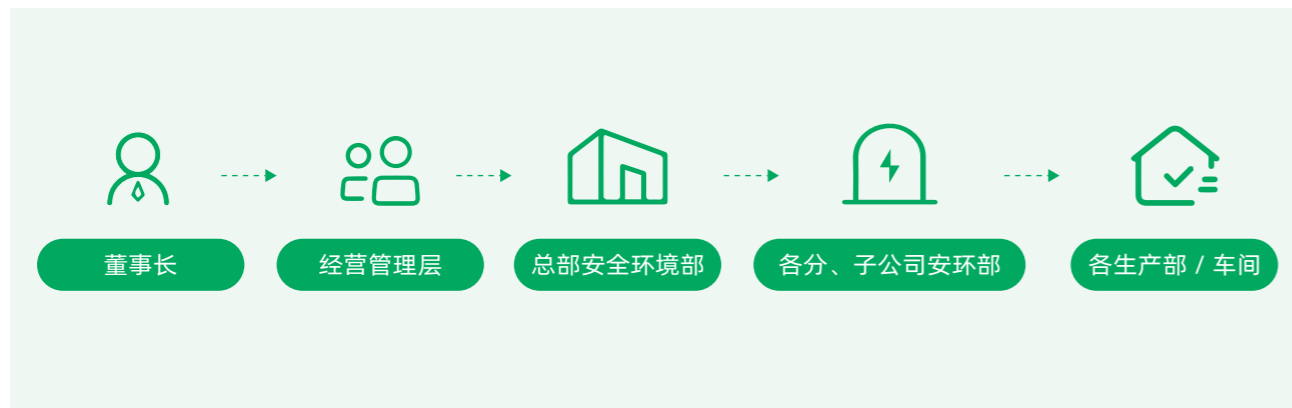 董事长
经营管理层
总部安全环境部
各分、子公司安环部
各生产部 / 车间